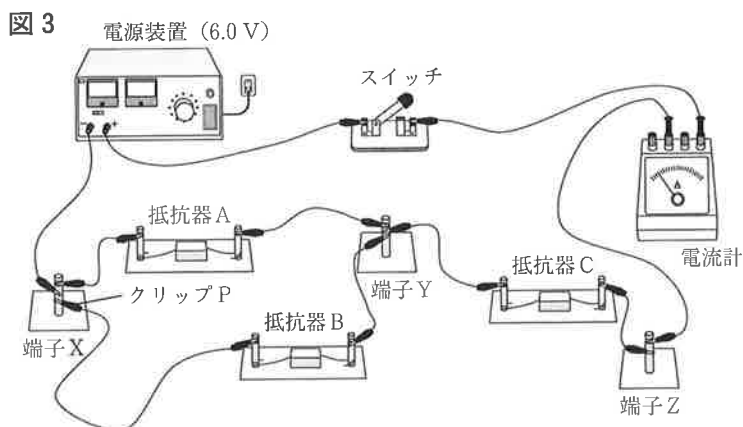 図3
電源装置（6.0 V）
スイッチ
抵抗器A
クリップP
端子X
抵抗器B
端子Y
抵抗器C
端子Z
A
電流計
− +